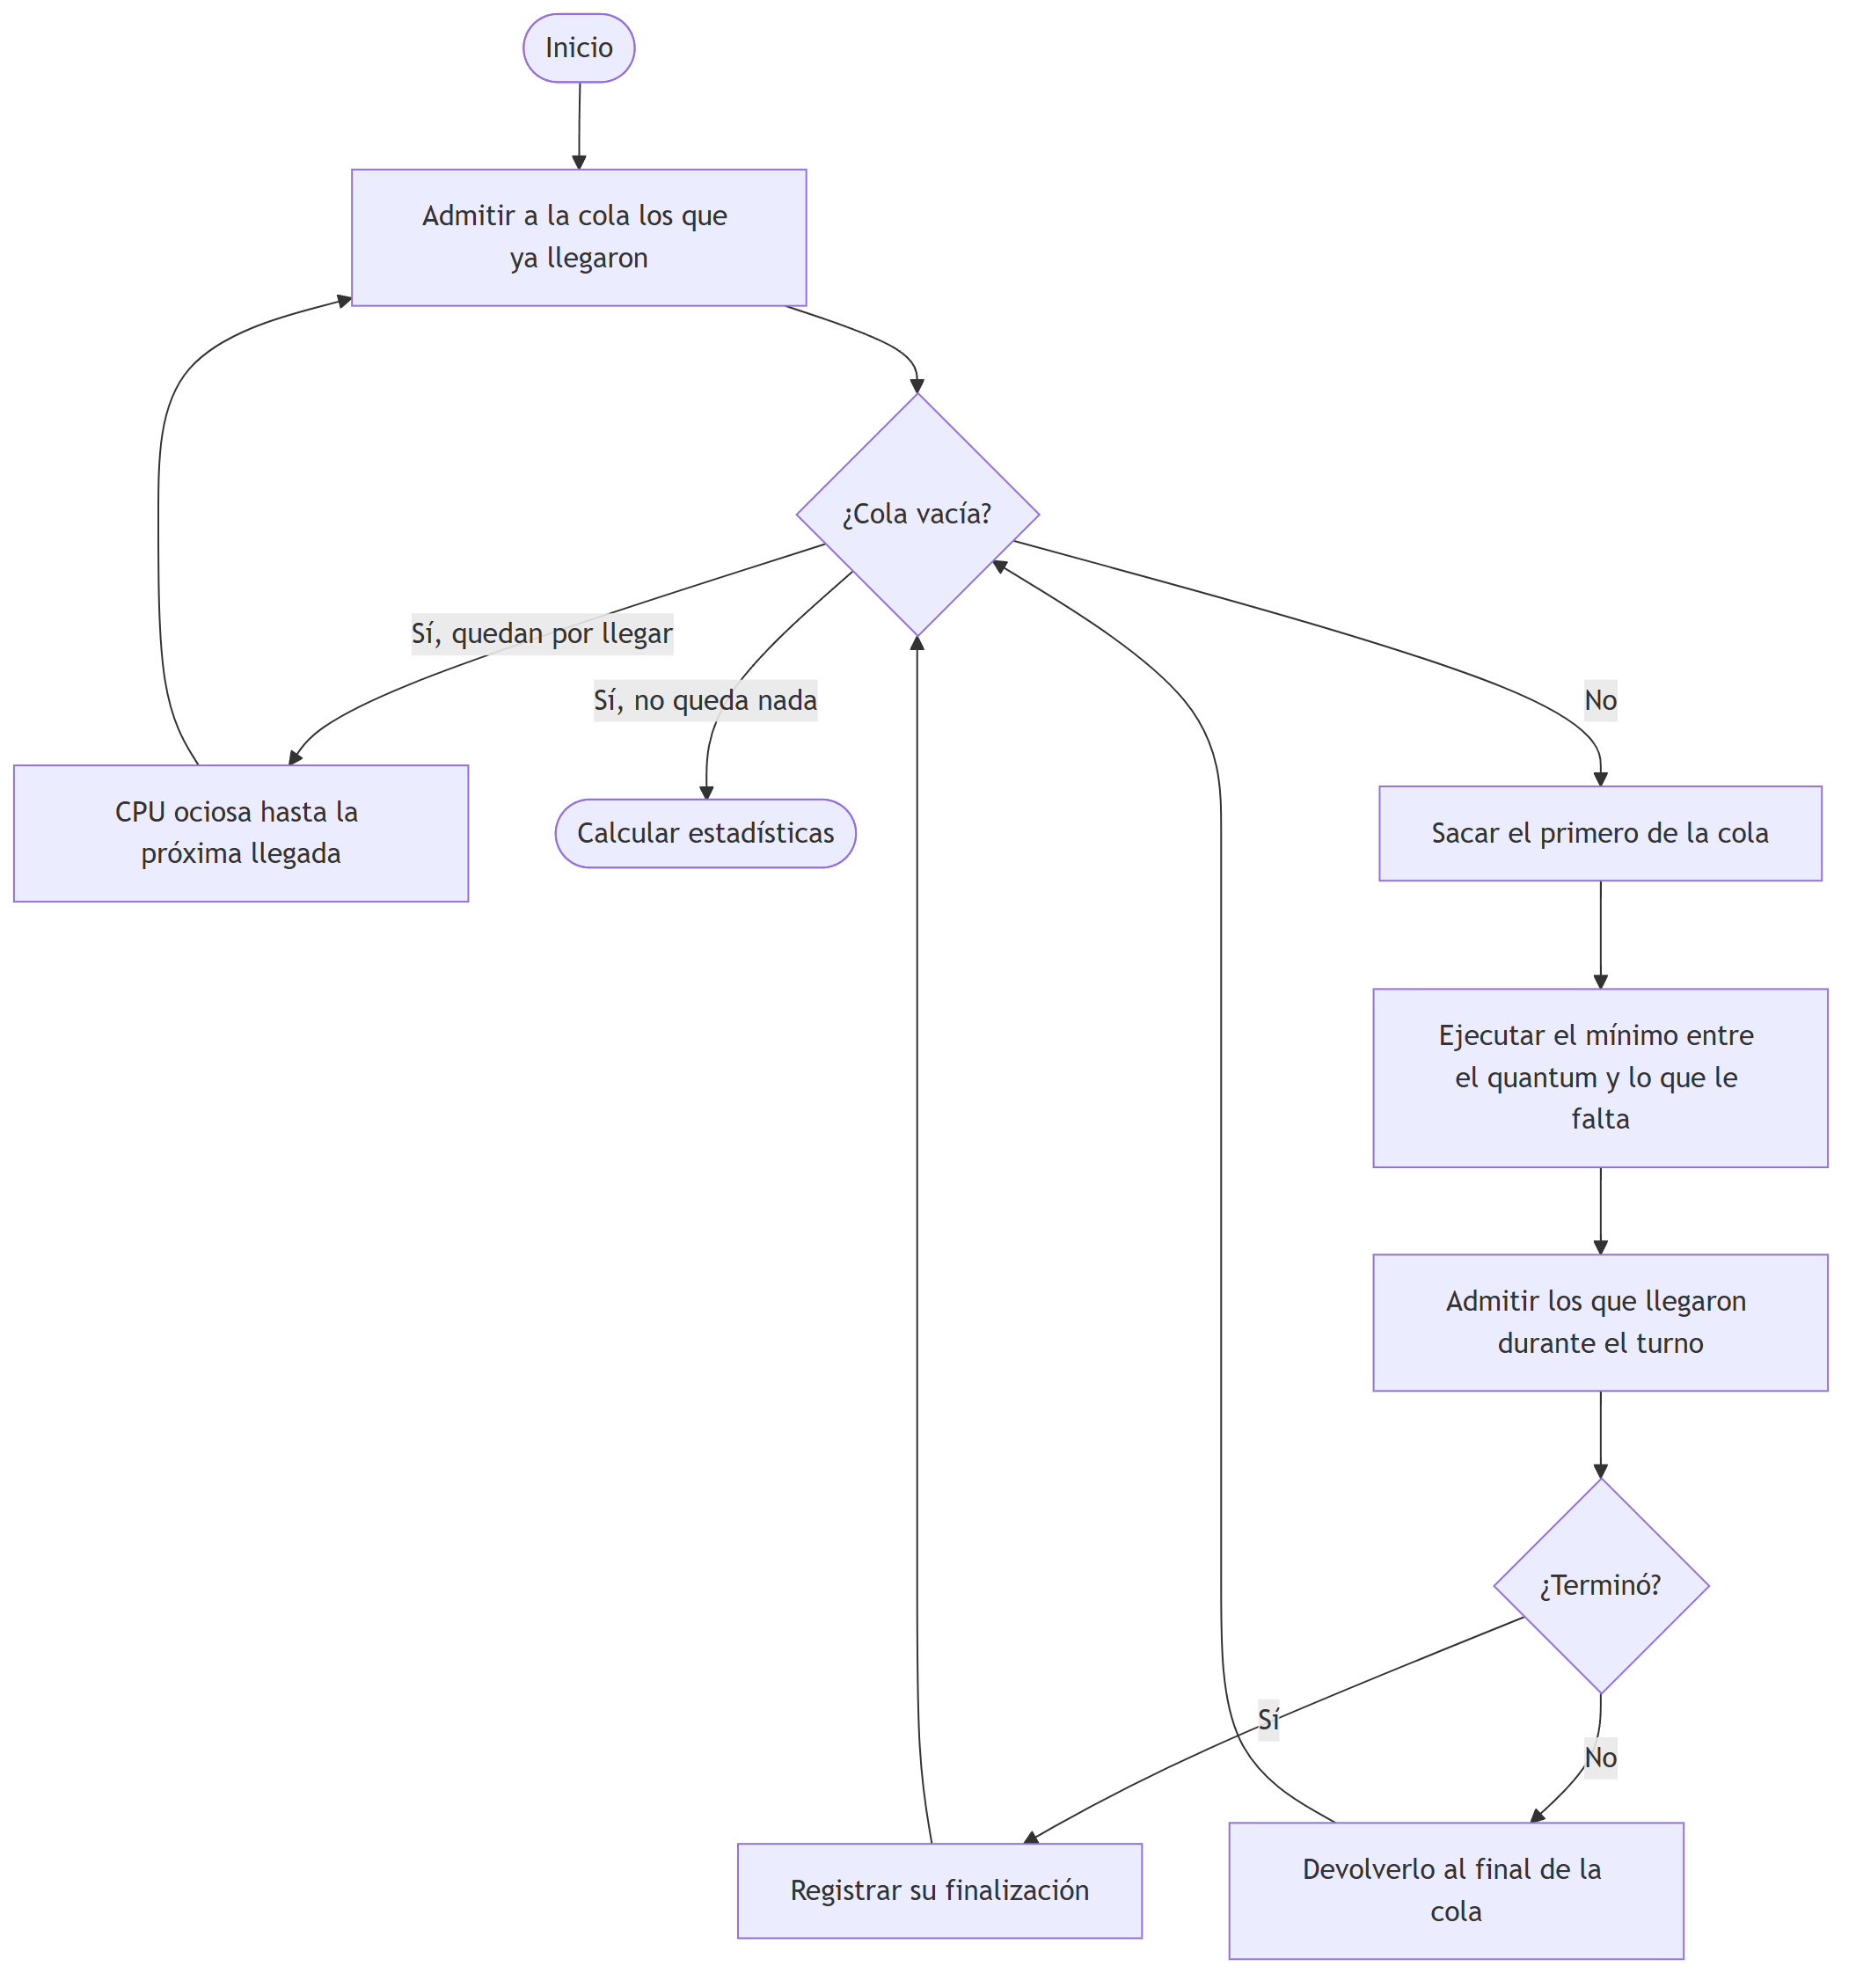 Inicio
Admitir a la cola los que
ya llegaron
¿Cola vacía?
Sí, quedan por llegar
Sí, no queda nada
No
CPU ociosa hasta la
próxima llegada
Calcular estadísticas
Sacar el primero de la cola
Ejecutar el mínimo entre
el quantum y lo que le
falta
Admitir los que llegaron
durante el turno
¿Terminó?
Sí
No
Registrar su finalización
Devolverlo al final de la
cola